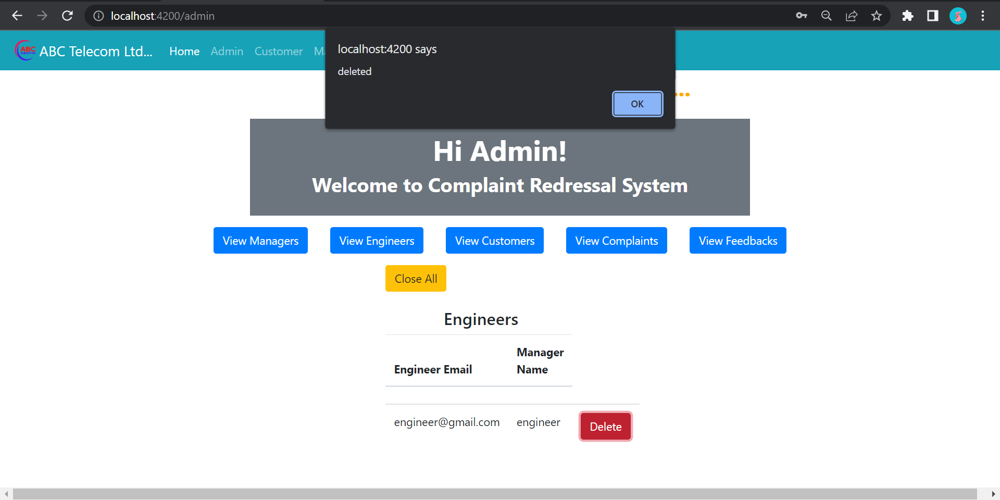 localhost:4200/admin
ABC
ABC Telecom Ltd...
Home
Admin
Customer
localhost:4200 says
deleted
OK
Hi Admin!
Welcome to Complaint Redressal System
View Managers
View Engineers
View Customers
View Complaints
View Feedbacks
Close All
Engineers
Engineer Email
Manager
Name
engineer@gmail.com
engineer
Delete